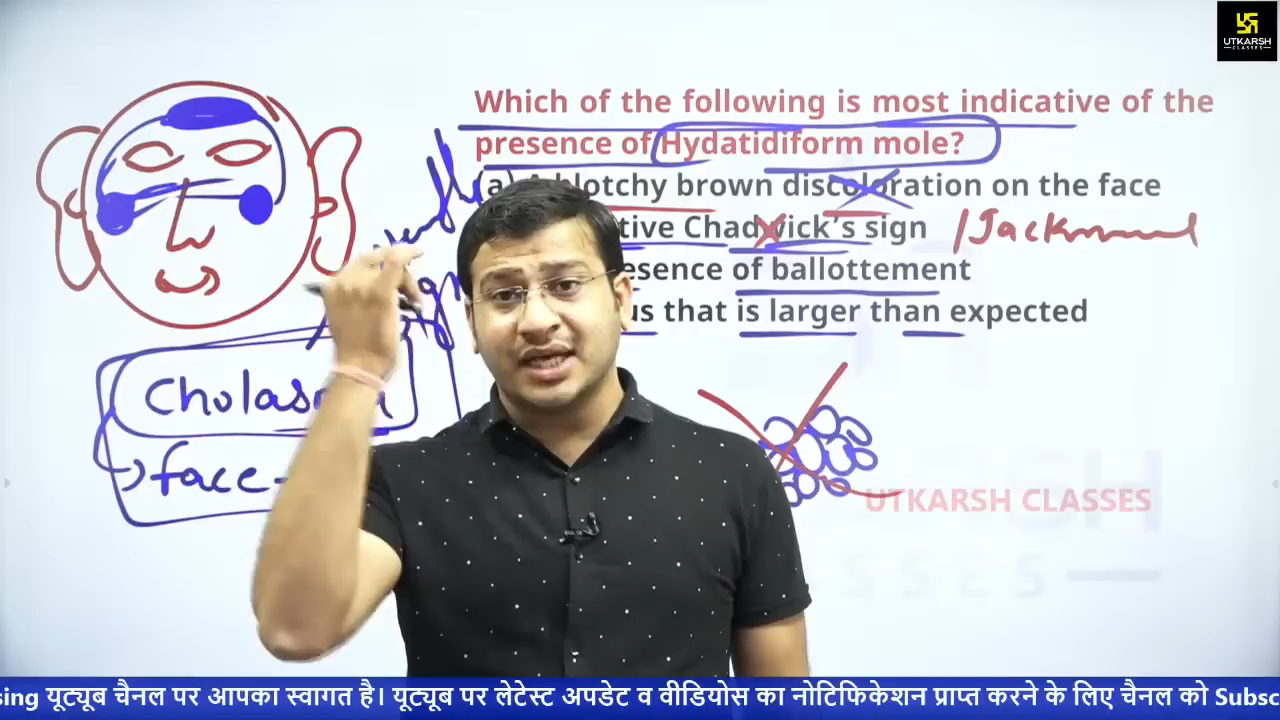 UTKARSH
CLASSES
Which of the following is most indicative of the
presence of Hydatidiform mole?
(a) A blotchy brown discoloration on the face
tive Chadwick’s sign
esence of ballottement
us that is larger than expected
face
UTKARSH CLASSES
sing यूट्यूब चैनल पर आपका स्वागत है। यूट्यूब पर लेटेस्ट अपडेट व वीडियोस का नोटिफिकेशन प्राप्त करने के लिए चैनल को Subsc